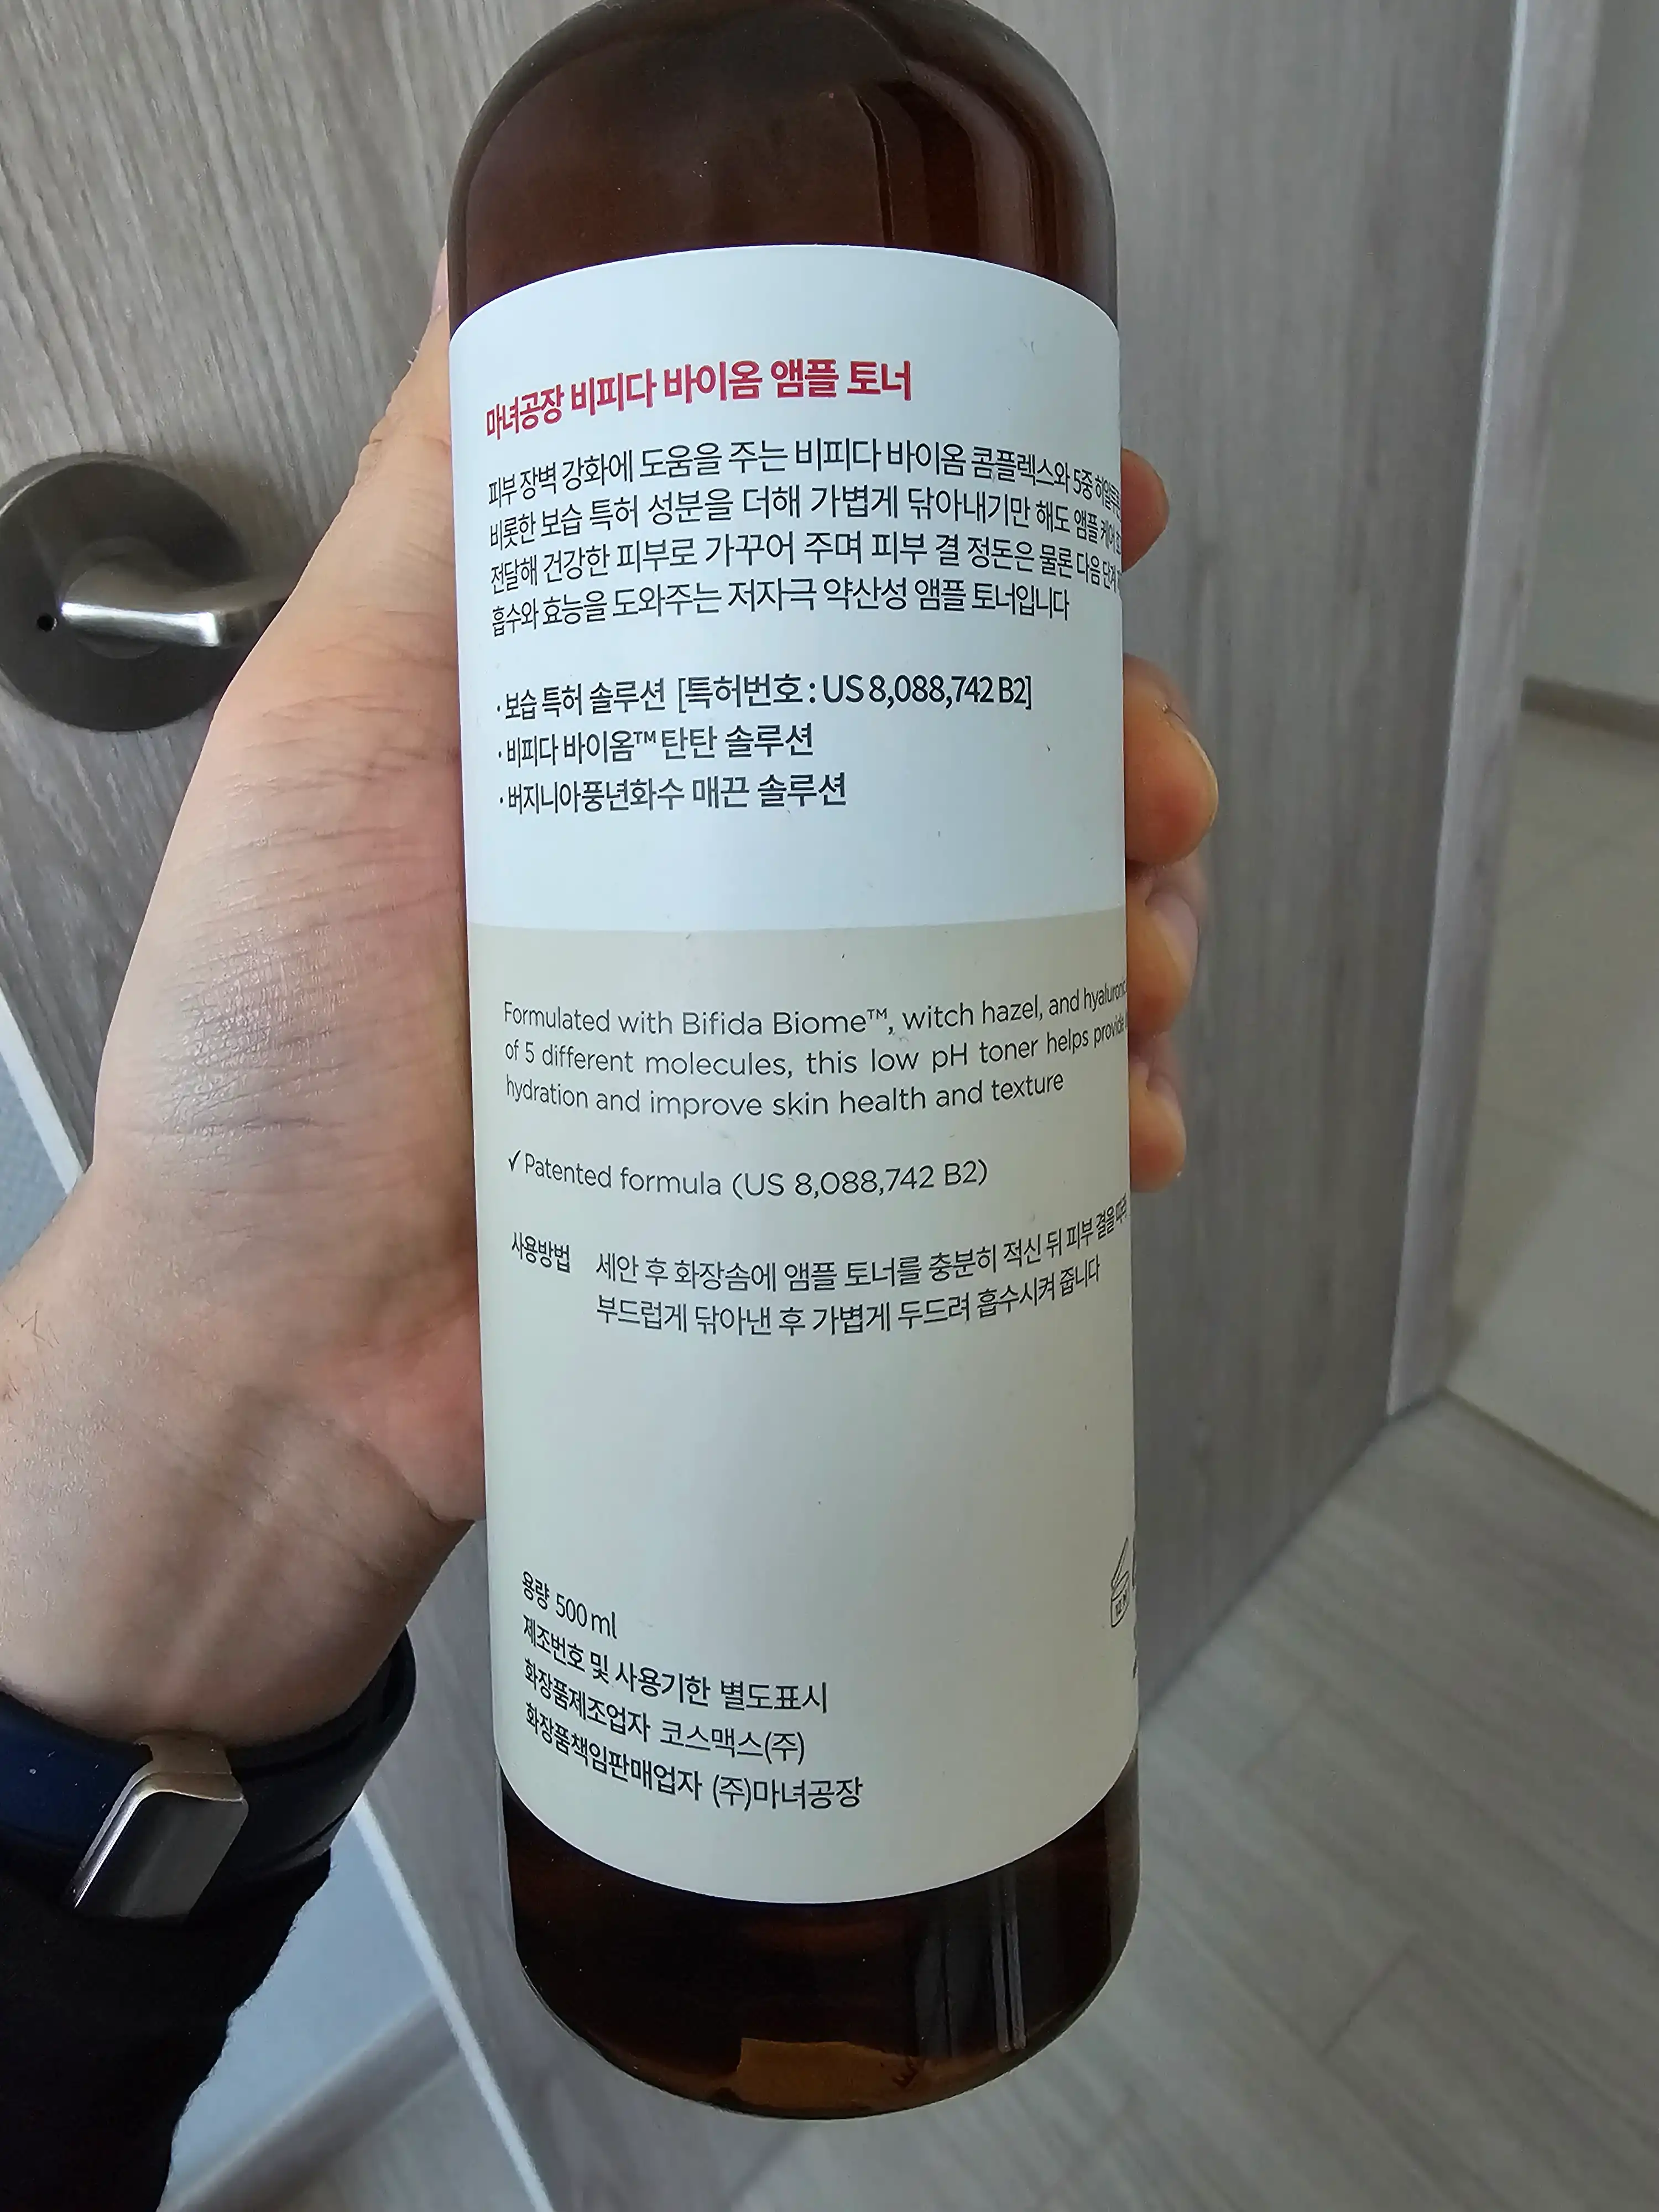 마녀공장 비피다 바이옴 앰플 토너
피부 장벽 강화에 도움을 주는 비피다 바이옴 콤플렉스와 5중
비롯한 보습 특허 성분을 더해 가볍게 닦아내기만 해도 앰플 케어
전달해 건강한 피부로 가꾸어 주며 피부 결 정돈은 물론 다음 단계
흡수와 효능을 도와주는 저자극 약산성 앰플 토너입니다
· 보습 특허 솔루션 [특허번호 : US 8,088,742 B2]
· 비피다 바이옴™ 탄탄 솔루션
· 버지니아풍년화수 매끈 솔루션
Formulated with Bifida Biome™, witch hazel, and hyaluronic
of 5 different molecules, this low pH toner helps provide
hydration and improve skin health and texture
✓ Patented formula (US 8,088,742 B2)
사용방법 세안 후 화장솜에 앰플 토너를 충분히 적신 뒤 피부 결을 따라
부드럽게 닦아낸 후 가볍게 두드려 흡수시켜 줍니다
용량 500 ml
제조번호 및 사용기한 별도표시
화장품제조업자 코스맥스(주)
화장품책임판매업자 (주)마녀공장
12 M